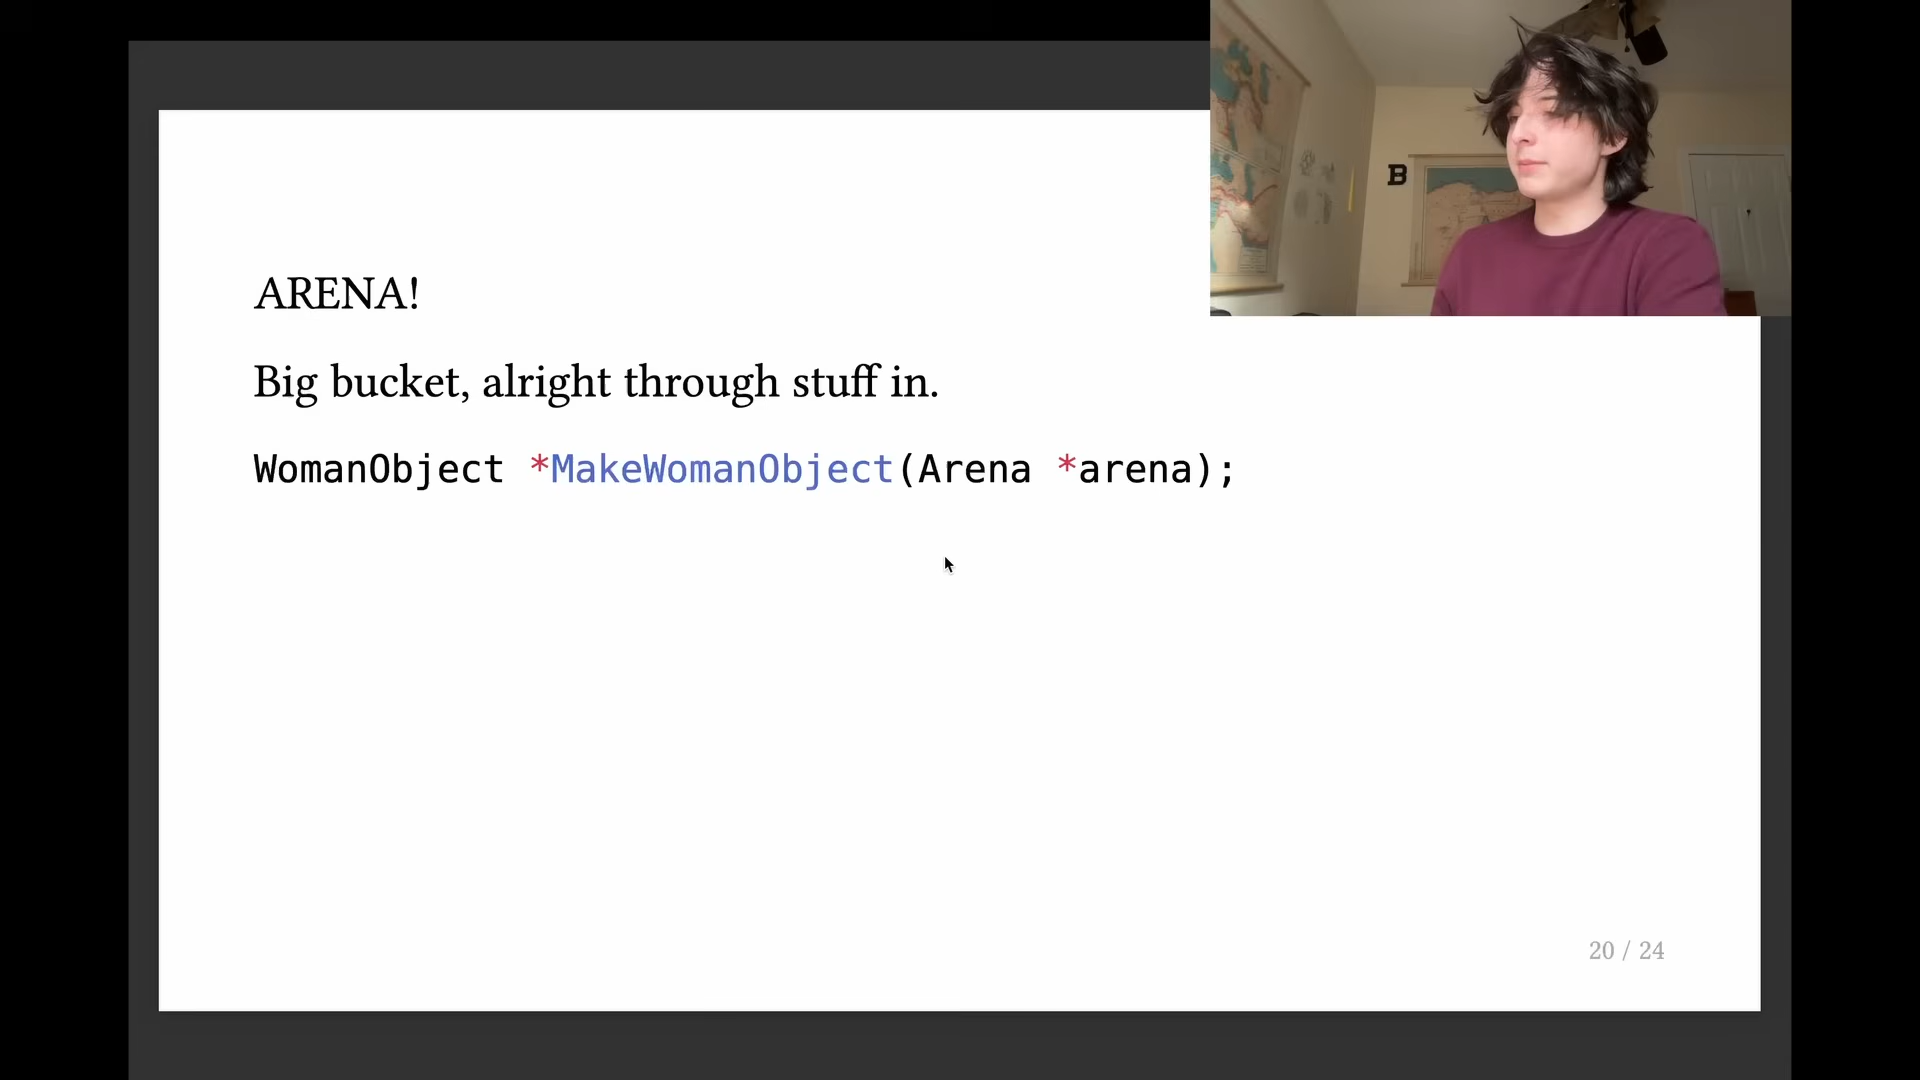 B
ARENA!
Big bucket, alright through stuff in.
WomanObject *MakeWomanObject(Arena *arena);
20 / 24